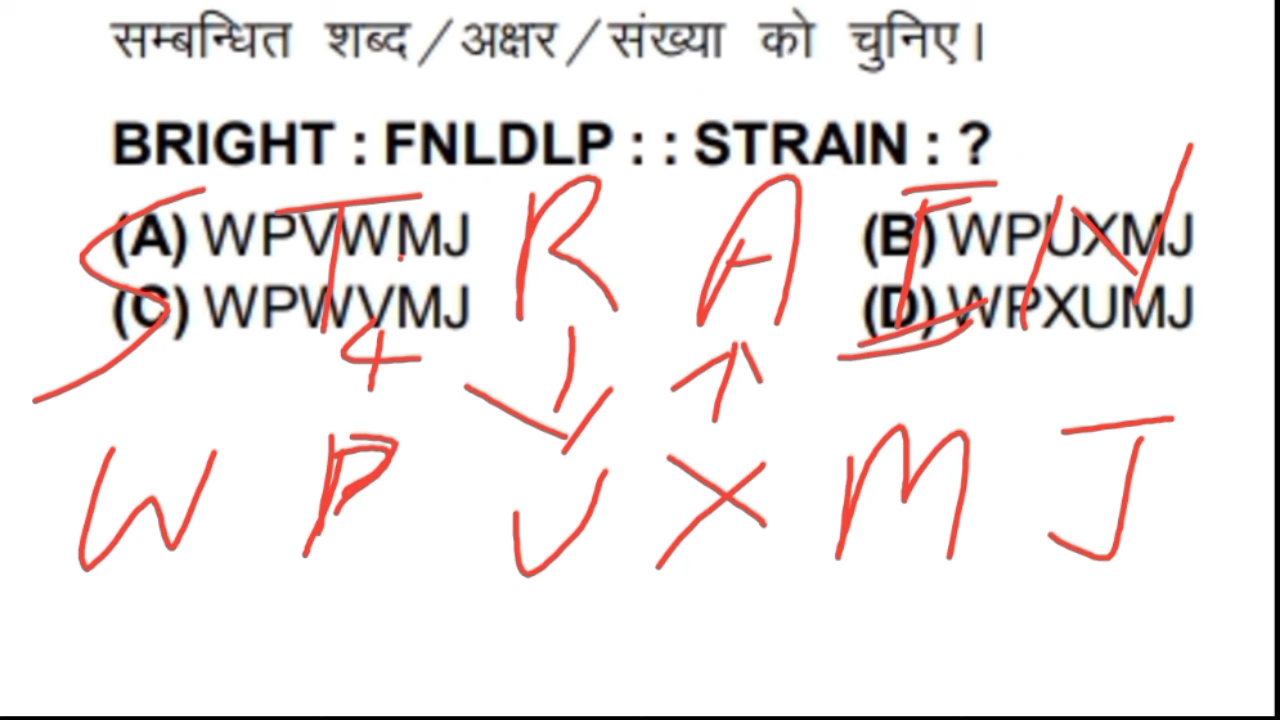 सम्बन्धित शब्द/अक्षर/संख्या को चुनिए।
BRIGHT : FNLDLP : : STRAIN : ?
(A) WPVWMJ (B) WPUXMJ
(C) WPWVMJ (D) WPXUMJ
S T R A I N
4
W P U X M J